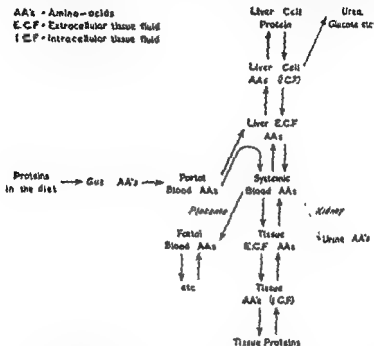 AA's = Amino-acids
E.C.F = Extracellular tissue fluid
I.C.F = Intracellular tissue fluid
Liver Cell
Protein
Urea
Glucose etc
Liver Cell
AAs (I.C.F)
Liver E.C.F
AAs
Proteins
in the diet
Gut AA's
Portal
Blood AAs
Systemic
Blood AAs
Placenta
Kidney
Foetal
Blood AAs
Tissue
E.C.F AAs
Urine AA's
etc
Tissue
AA's (I.C.F)
Tissue Proteins